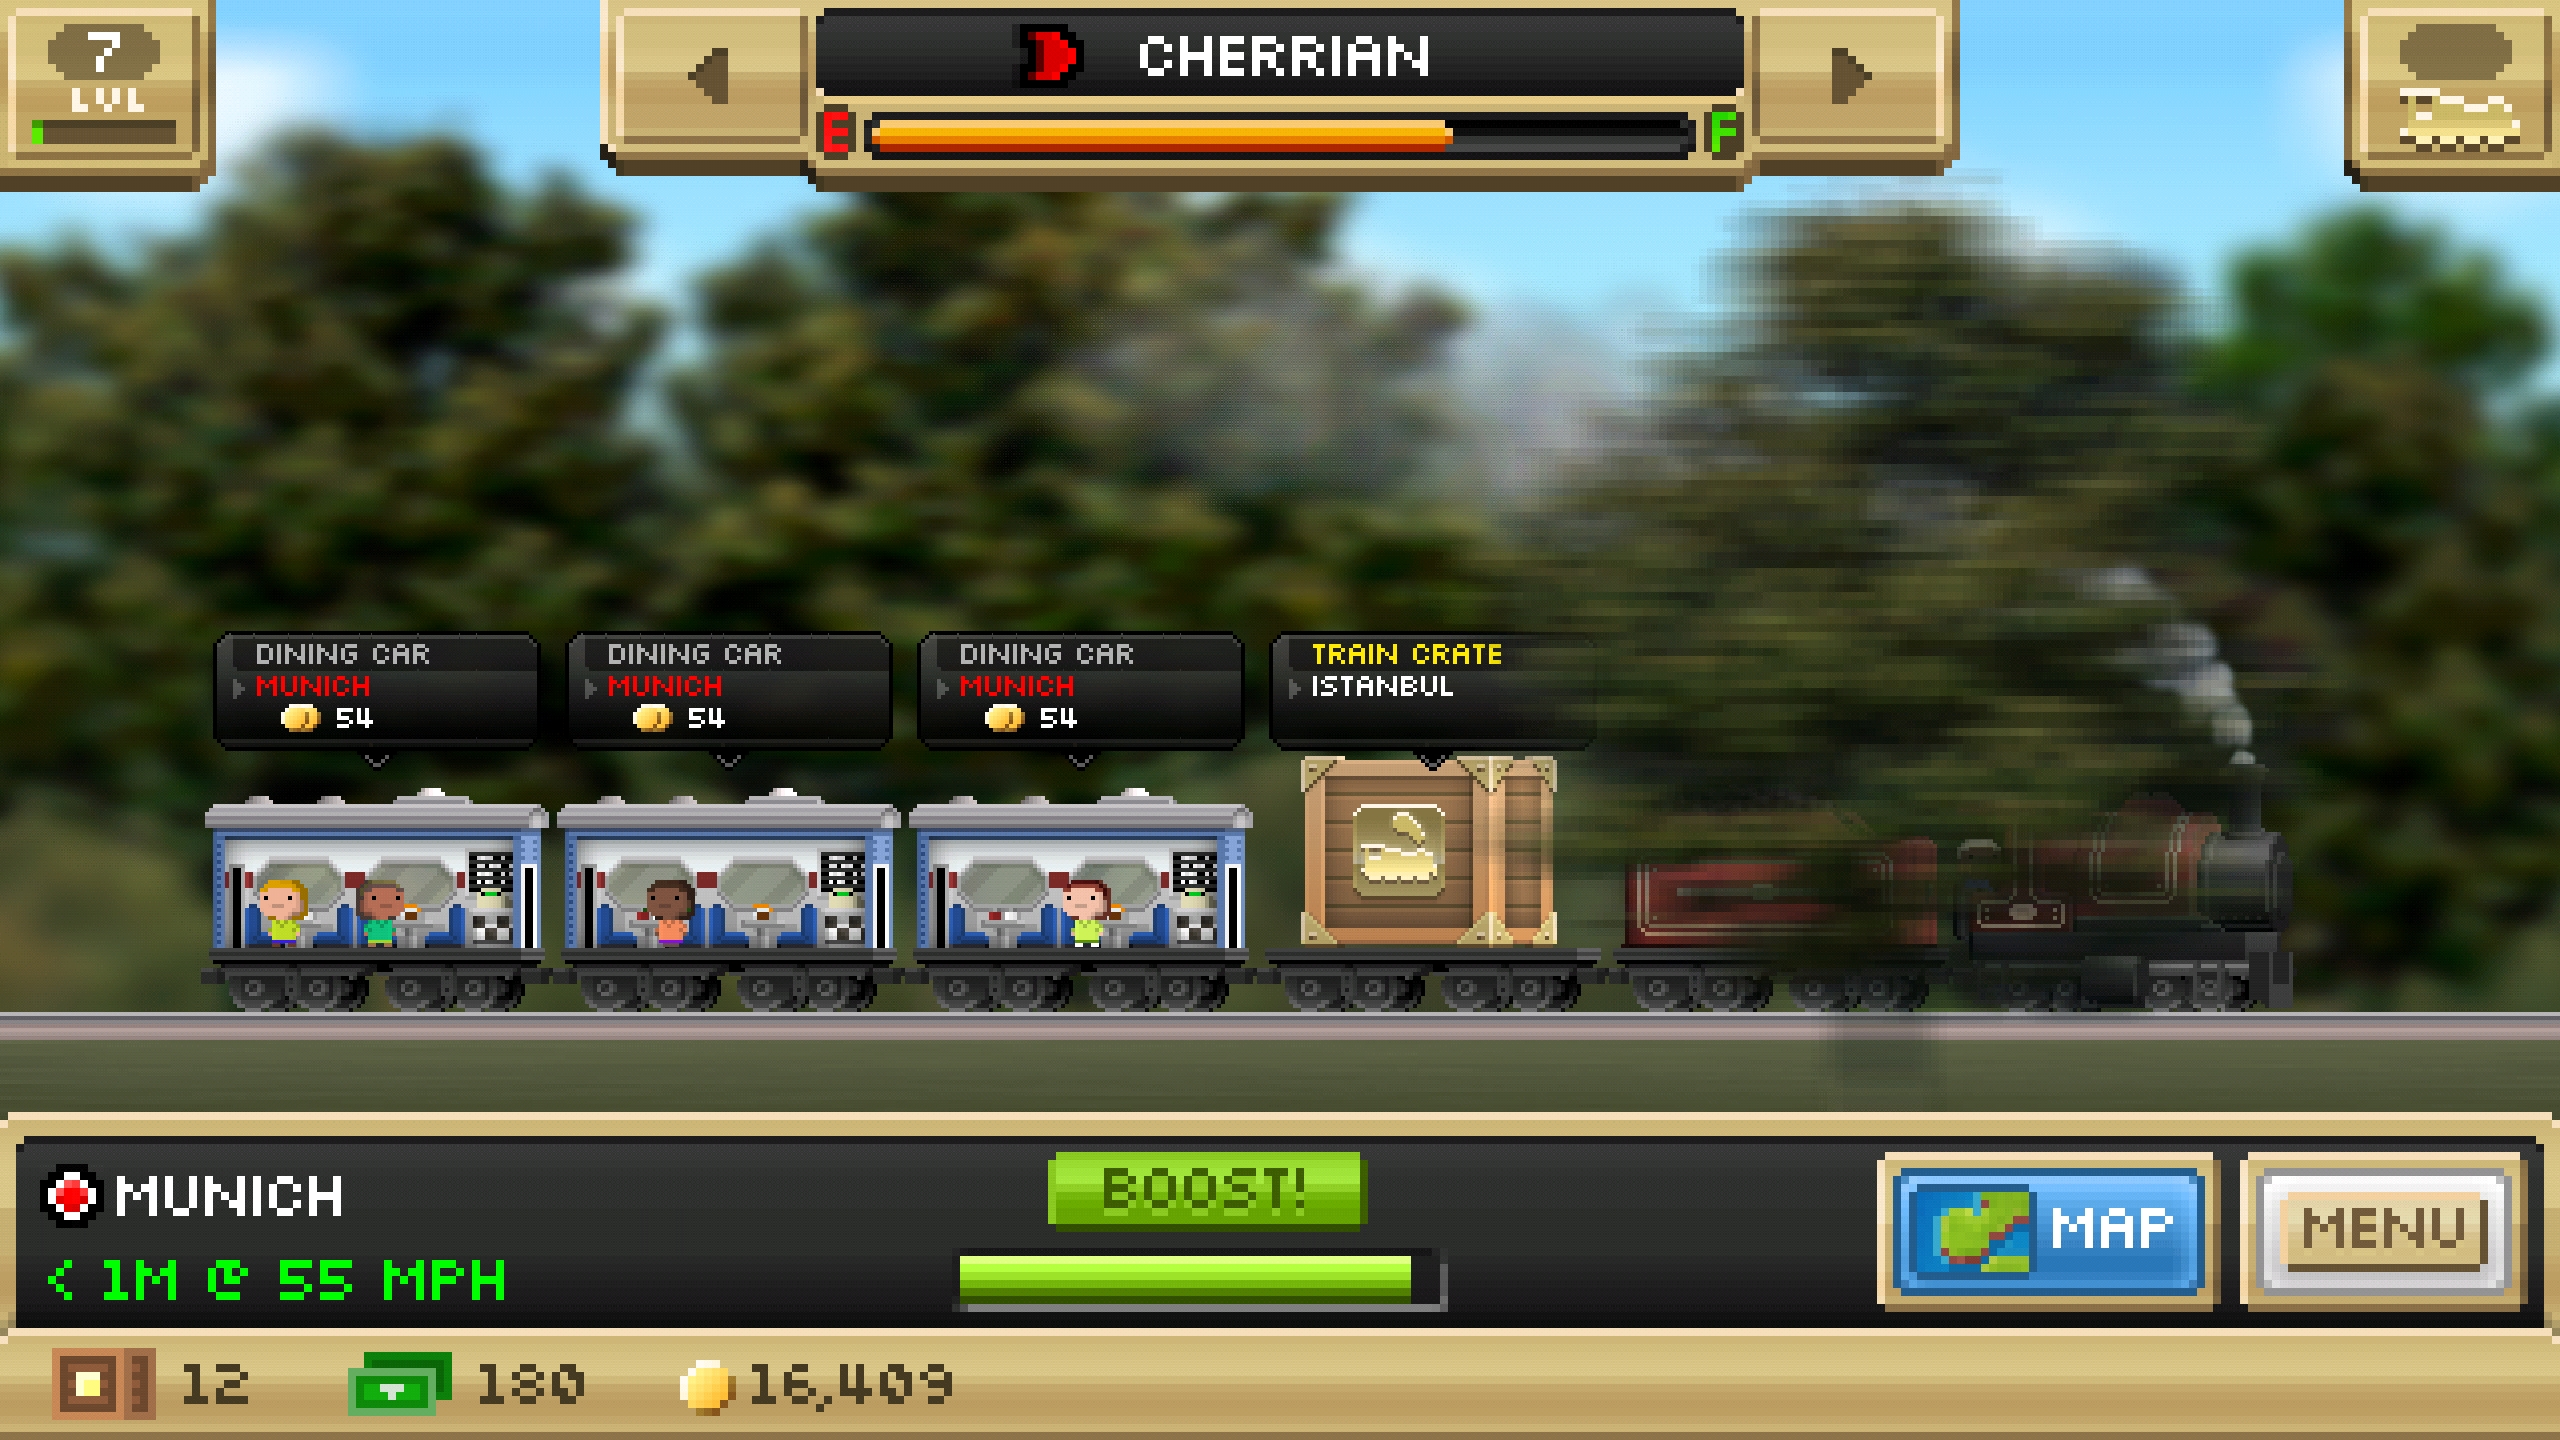 7
LVL
CHERRIAN
E F
DINING CAR
MUNICH
54
DINING CAR
MUNICH
54
DINING CAR
MUNICH
54
TRAIN CRATE
ISTANBUL
MUNICH
< 1M @ 55 MPH
BOOST!
MAP
MENU
12
180
16,409